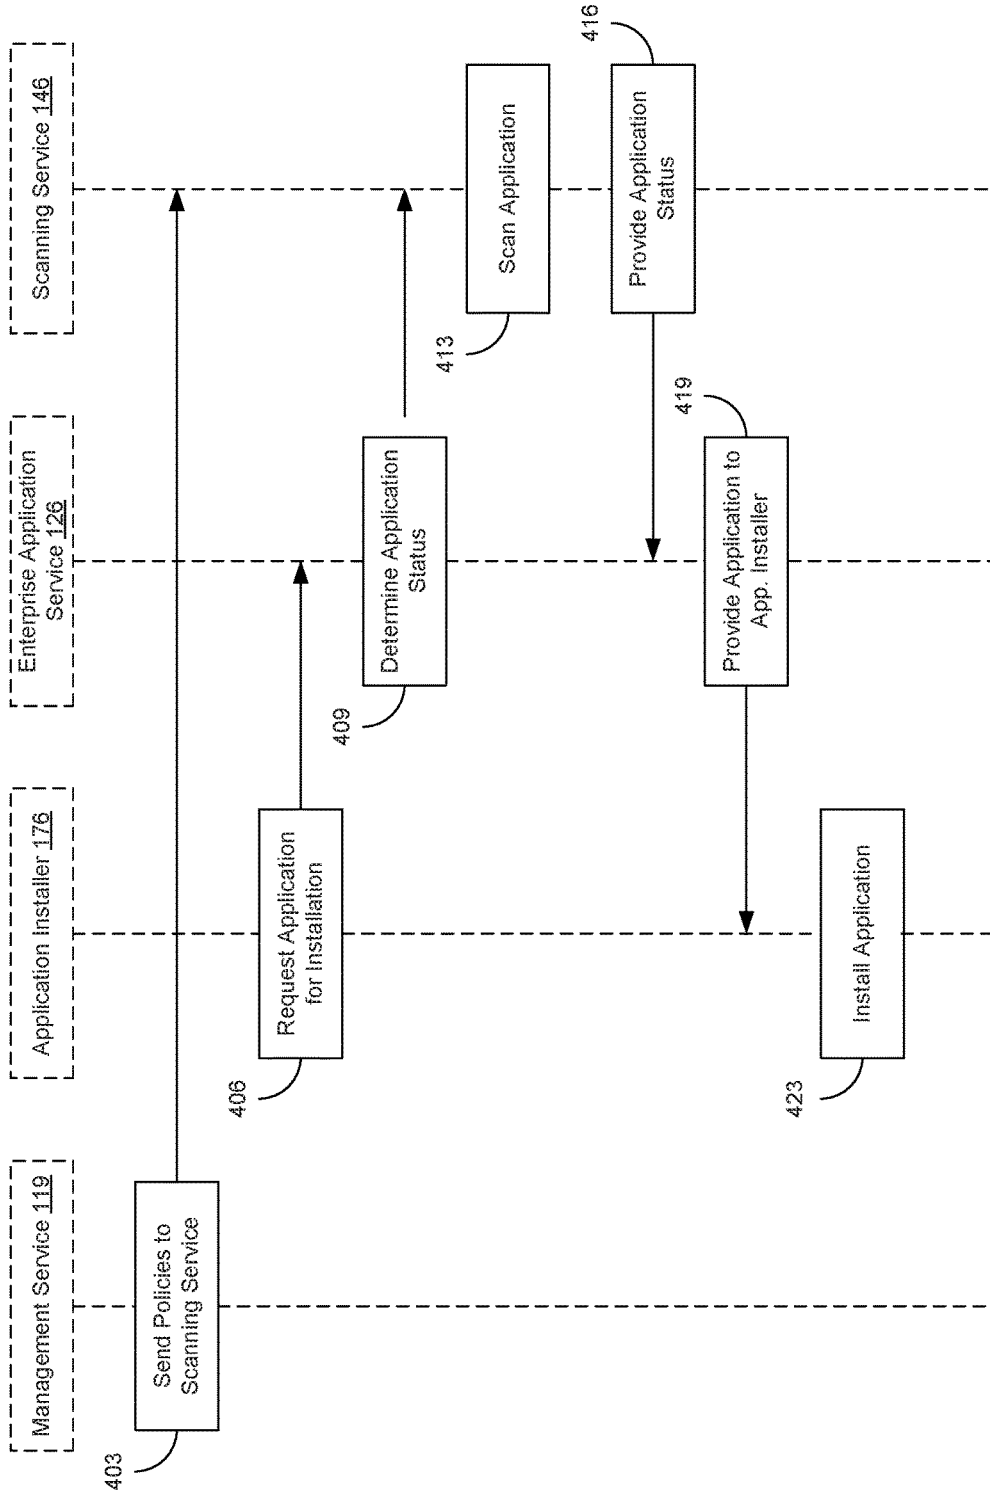 Management Service 119
Application Installer 176
Enterprise Application
Service 126
Scanning Service 146
403
Send Policies to
Scanning Service
406
Request Application
for Installation
409
Determine Application
Status
413
Scan Application
416
Provide Application
Status
419
Provide Application to
App. Installer
423
Install Application